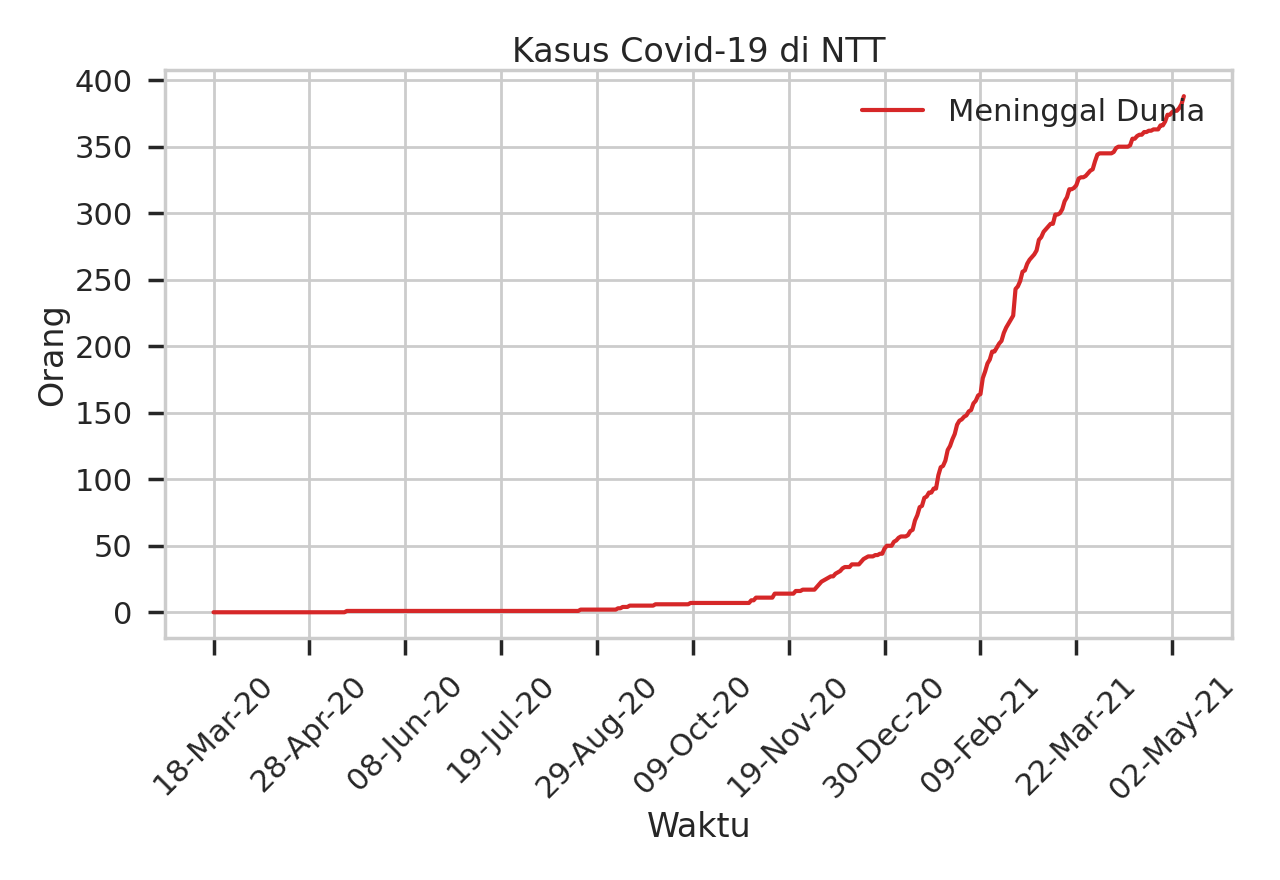 Kasus Covid-19 di NTT
Meninggal Dunia
400
350
300
250
200
150
100
50
0
Orang
18-Mar-20
28-Apr-20
08-Jun-20
19-Jul-20
29-Aug-20
09-Oct-20
19-Nov-20
30-Dec-20
09-Feb-21
22-Mar-21
02-May-21
Waktu